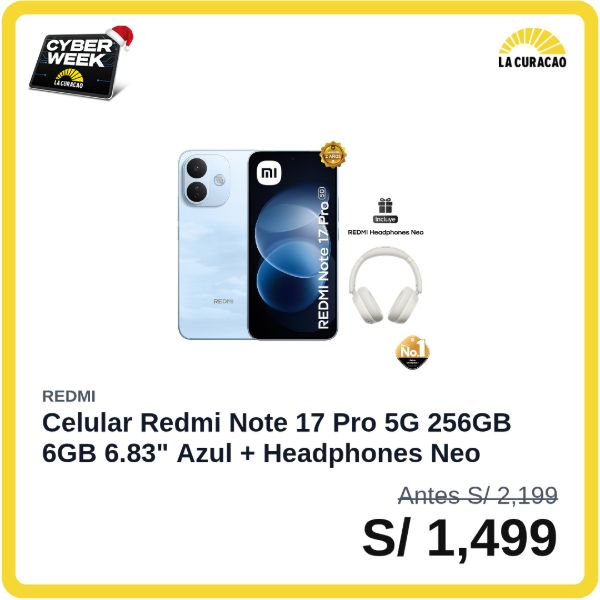 CYBER
WEEK
LA CURACAO
LA CURACAO
REDMI Note 17 Pro 5G
REDMI
Incluye
REDMI Headphones Neo
No.1
REDMI
Celular Redmi Note 17 Pro 5G 256GB
6GB 6.83" Azul + Headphones Neo
Antes S/ 2,199
S/ 1,499